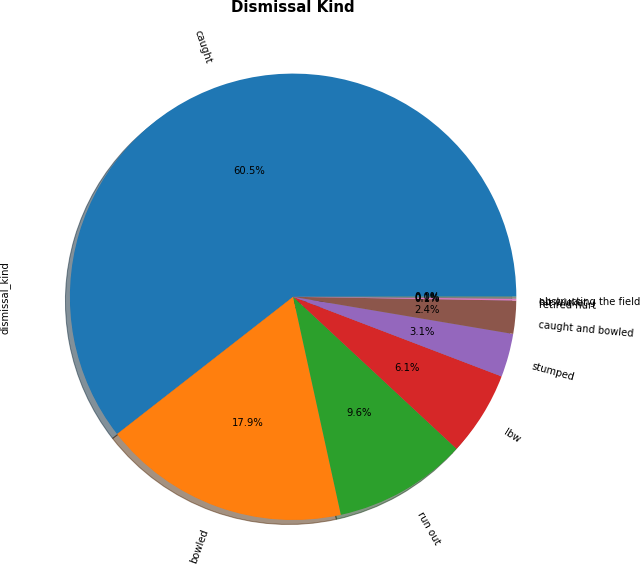 Dismissal Kind
caught
60.5%
dismissal_kind
obstructing the field
retired hurt
2.4%
caught and bowled
3.1%
stumped
6.1%
lbw
9.6%
run out
17.9%
bowled